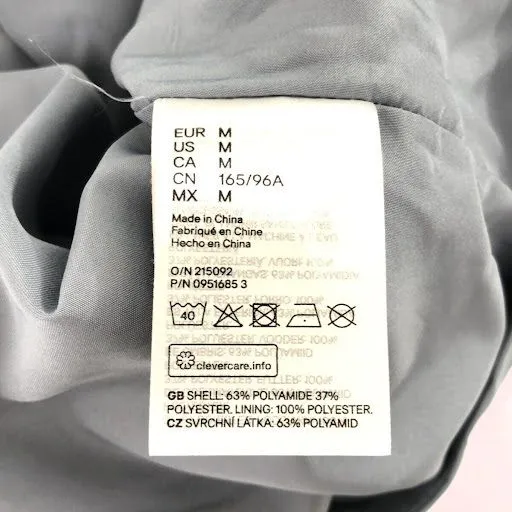 EUR M
US M
CA M
CN 165/96A
MX M
Made in China
Fabriqué en Chine
Hecho en China
O/N 215092
P/N 0951685 3
40
clevercare.info
GB SHELL: 63% POLYAMIDE 37%
POLYESTER. LINING: 100% POLYESTER.
CZ SVRCHNÍ LÁTKA: 63% POLYAMID